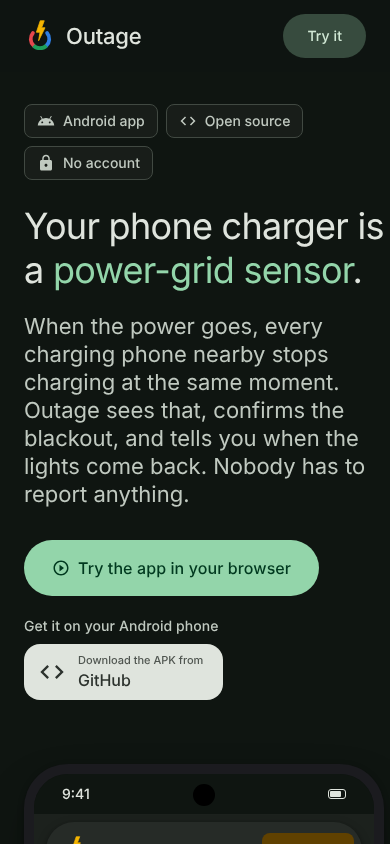 Outage
Try it
Android app
Open source
No account
Your phone charger is
a power-grid sensor.
When the power goes, every
charging phone nearby stops
charging at the same moment.
Outage sees that, confirms the
blackout, and tells you when the
lights come back. Nobody has to
report anything.
Try the app in your browser
Get it on your Android phone
Download the APK from
GitHub
9:41